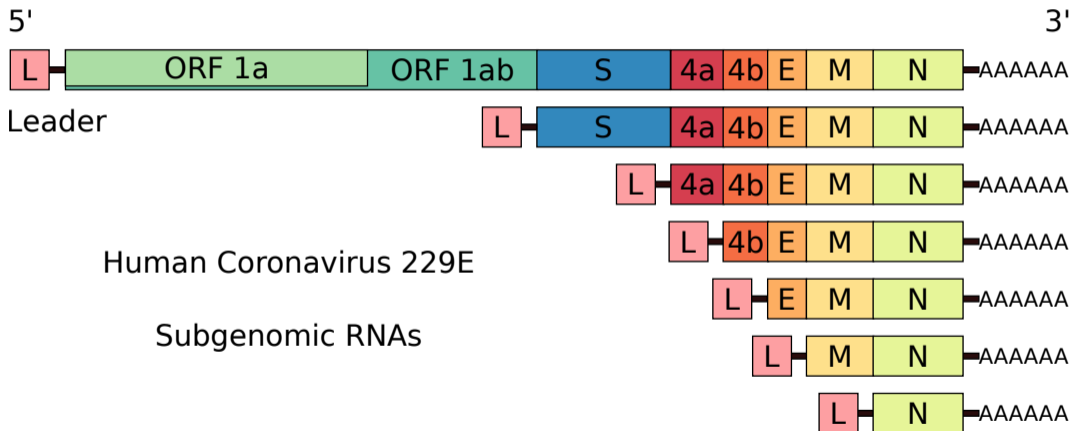 5' 3'
L ORF 1a ORF 1ab S 4a 4b E M N AAAAAA
Leader L S 4a 4b E M N AAAAAA
L 4a 4b E M N AAAAAA
L 4b E M N AAAAAA
Human Coronavirus 229E
L E M N AAAAAA
Subgenomic RNAs
L M N AAAAAA
L N AAAAAA